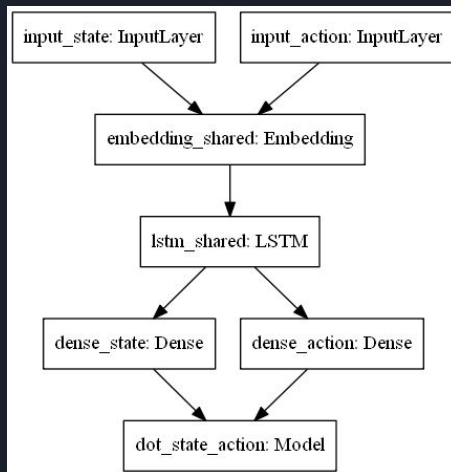 input_state: InputLayer
input_action: InputLayer
embedding_shared: Embedding
lstm_shared: LSTM
dense_state: Dense
dense_action: Dense
dot_state_action: Model